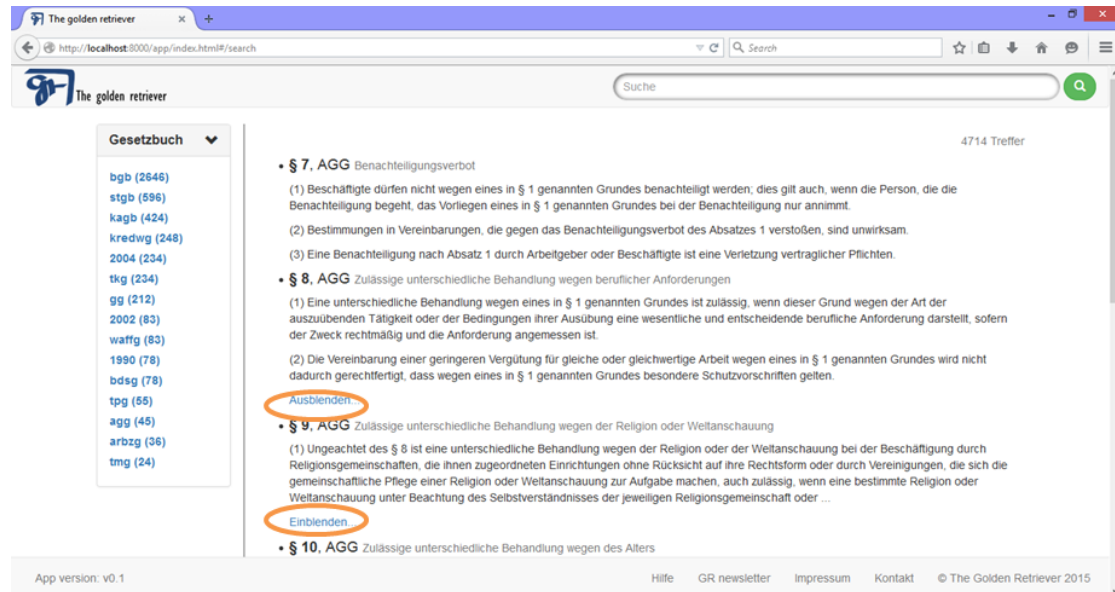 The golden retriever
http://localhost:8000/app/index.html#/search
Search
The golden retriever
Suche
Gesetzbuch
bgb (2646)
stgb (596)
kagb (424)
kredwg (248)
2004 (234)
tkg (234)
gg (212)
2002 (83)
waffg (83)
1990 (78)
bdsg (78)
tpg (55)
agg (45)
arbzg (36)
tmg (24)
4714 Treffer
• § 7, AGG Benachteiligungsverbot
(1) Beschäftigte dürfen nicht wegen eines in § 1 genannten Grundes benachteiligt werden; dies gilt auch, wenn die Person, die die
Benachteiligung begeht, das Vorliegen eines in § 1 genannten Grundes bei der Benachteiligung nur annimmt.
(2) Bestimmungen in Vereinbarungen, die gegen das Benachteiligungsverbot des Absatzes 1 verstoßen, sind unwirksam.
(3) Eine Benachteiligung nach Absatz 1 durch Arbeitgeber oder Beschäftigte ist eine Verletzung vertraglicher Pflichten.
• § 8, AGG Zulässige unterschiedliche Behandlung wegen beruflicher Anforderungen
(1) Eine unterschiedliche Behandlung wegen eines in § 1 genannten Grundes ist zulässig, wenn dieser Grund wegen der Art der
auszuübenden Tätigkeit oder der Bedingungen ihrer Ausübung eine wesentliche und entscheidende berufliche Anforderung darstellt, sofern
der Zweck rechtmäßig und die Anforderung angemessen ist.
(2) Die Vereinbarung einer geringeren Vergütung für gleiche oder gleichwertige Arbeit wegen eines in § 1 genannten Grundes wird nicht
dadurch gerechtfertigt, dass wegen eines in § 1 genannten Grundes besondere Schutzvorschriften gelten.
Ausblenden...
• § 9, AGG Zulässige unterschiedliche Behandlung wegen der Religion oder Weltanschauung
(1) Ungeachtet des § 8 ist eine unterschiedliche Behandlung wegen der Religion oder der Weltanschauung bei der Beschäftigung durch
Religionsgemeinschaften, die ihnen zugeordneten Einrichtungen ohne Rücksicht auf ihre Rechtsform oder durch Vereinigungen, die sich die
gemeinschaftliche Pflege einer Religion oder Weltanschauung zur Aufgabe machen, auch zulässig, wenn eine bestimmte Religion oder
Weltanschauung unter Beachtung des Selbstverständnisses der jeweiligen Religionsgemeinschaft oder ...
Einblenden...
• § 10, AGG Zulässige unterschiedliche Behandlung wegen des Alters
App version: v0.1
Hilfe GR newsletter Impressum Kontakt © The Golden Retriever 2015